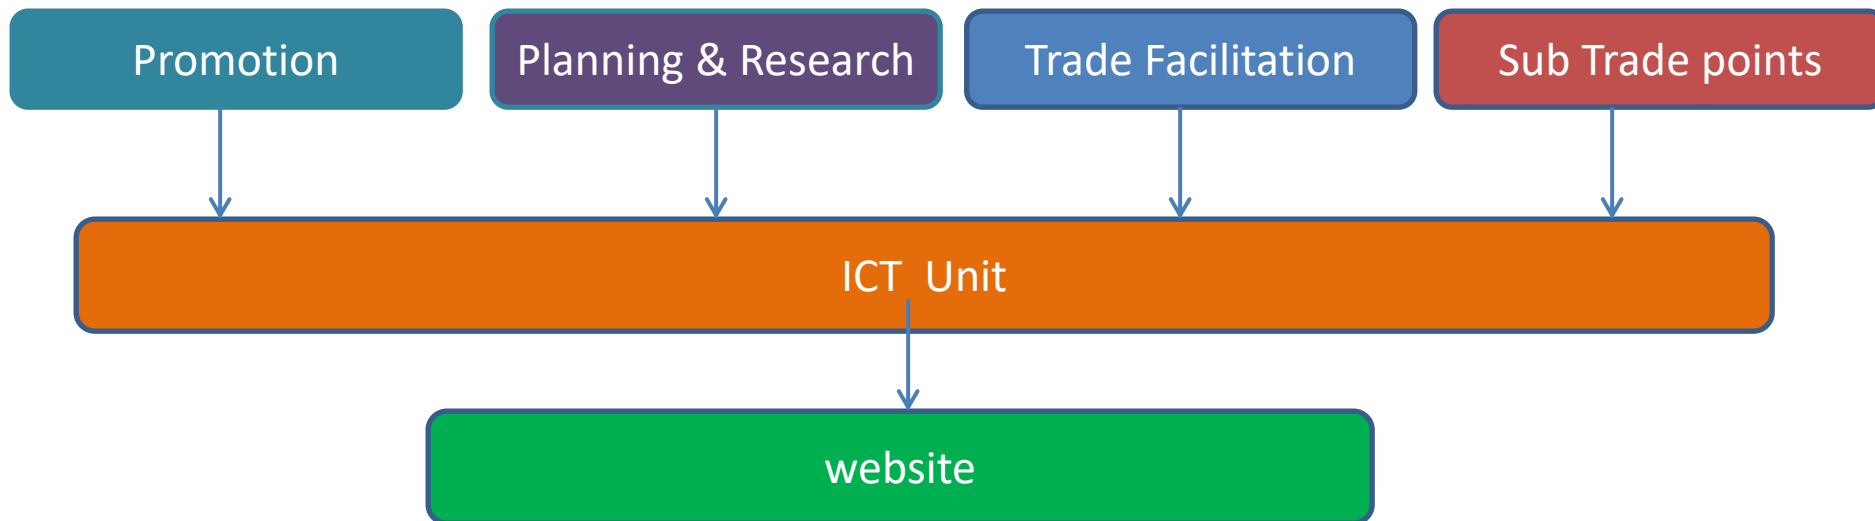 Promotion
Planning & Research
Trade Facilitation
Sub Trade points
ICT  Unit
website